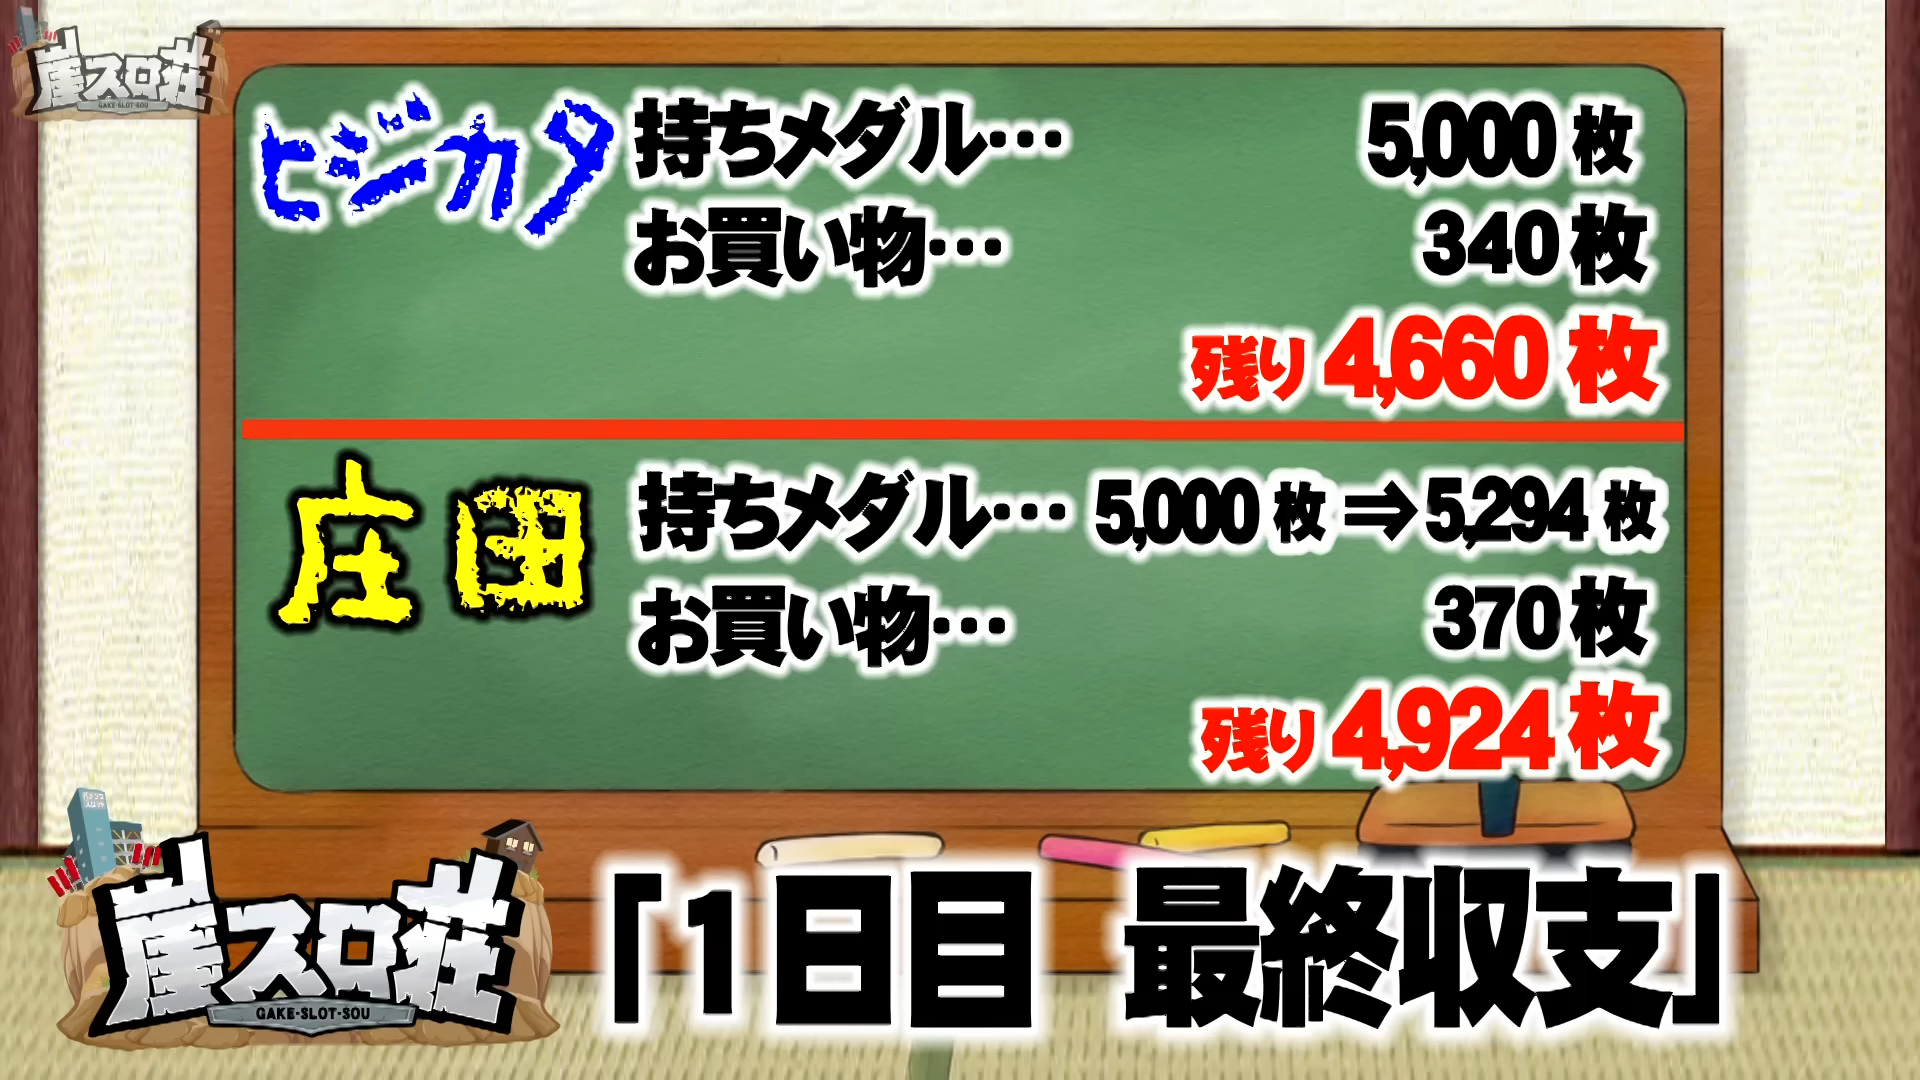 崖スロ荘
GAKE-SLOT-SOU
ヒジカタ
持ちメダル… 5,000枚
お買い物… 340枚
残り4,660枚
庄田
持ちメダル… 5,000枚⇒5,294枚
お買い物… 370枚
残り4,924枚
崖スロ荘
GAKE-SLOT-SOU
「1日目 最終収支」